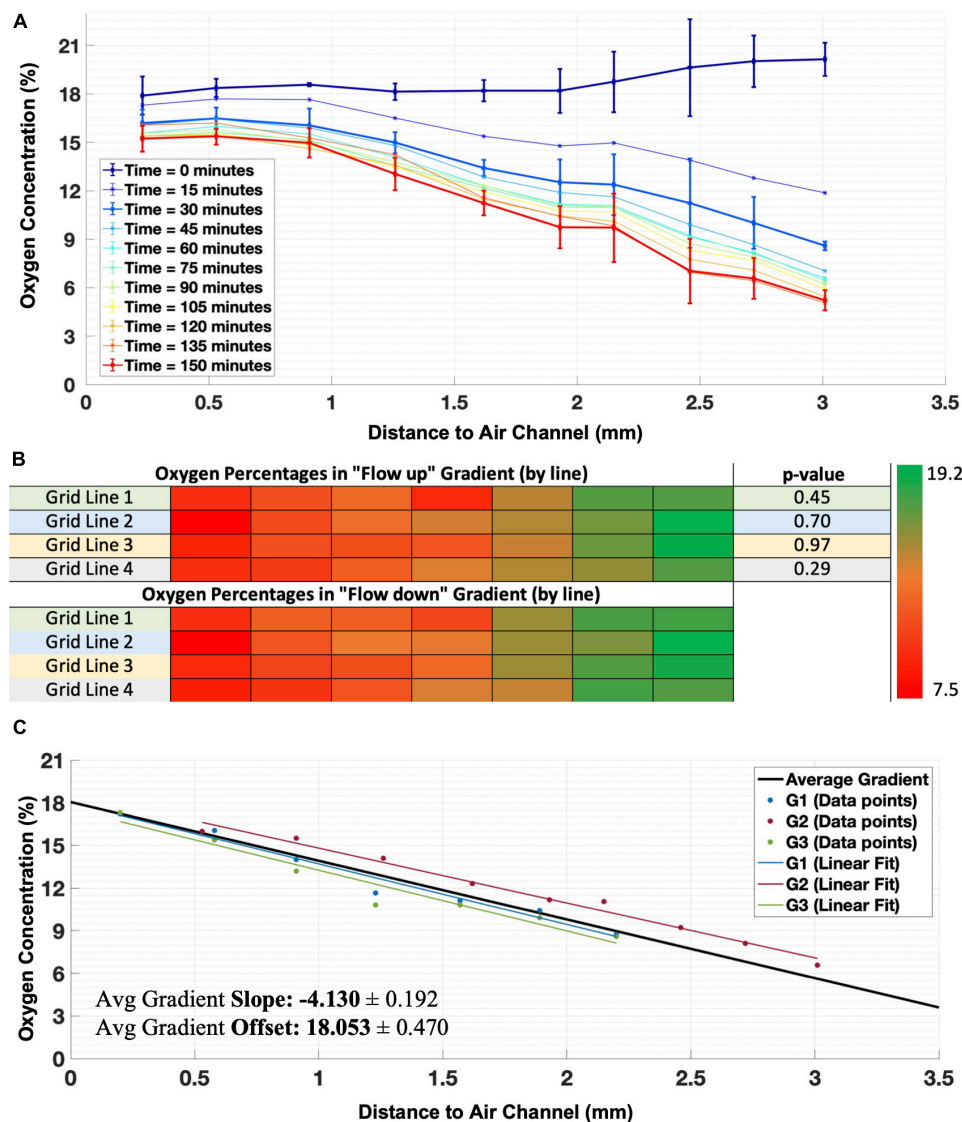 A
Oxygen Concentration (%)
21
18
15
12
9
6
3
0
Time = 0 minutes
Time = 15 minutes
Time = 30 minutes
Time = 45 minutes
Time = 60 minutes
Time = 75 minutes
Time = 90 minutes
Time = 105 minutes
Time = 120 minutes
Time = 135 minutes
Time = 150 minutes
0 0.5 1 1.5 2 2.5 3 3.5
Distance to Air Channel (mm)
B
Oxygen Percentages in "Flow up" Gradient (by line) p-value
Grid Line 1 0.45
Grid Line 2 0.70
Grid Line 3 0.97
Grid Line 4 0.29
Oxygen Percentages in "Flow down" Gradient (by line)
Grid Line 1
Grid Line 2
Grid Line 3
Grid Line 4
19.2
7.5
C
Oxygen Concentration (%)
21
18
15
12
9
6
3
0
Average Gradient
G1 (Data points)
G2 (Data points)
G3 (Data points)
G1 (Linear Fit)
G2 (Linear Fit)
G3 (Linear Fit)
Avg Gradient Slope: -4.130 ± 0.192
Avg Gradient Offset: 18.053 ± 0.470
0 0.5 1 1.5 2 2.5 3 3.5
Distance to Air Channel (mm)